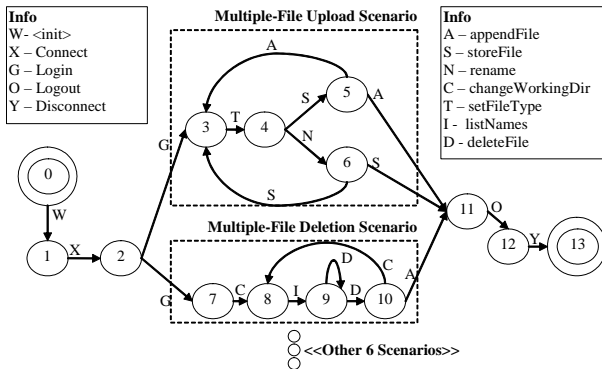 Info
W- <init>
X – Connect
G – Login
O – Logout
Y – Disconnect
Multiple-File Upload Scenario
Info
A – appendFile
S – storeFile
N – rename
C – changeWorkingDir
T – setFileType
I - listNames
D – deleteFile
A
3
T
4
S
5
A
N
6
S
S
G
0
W
1
X
2
11
O
12
Y
13
Multiple-File Deletion Scenario
G
7
C
8
I
9
D
D
10
C
A
<<Other 6 Scenarios>>